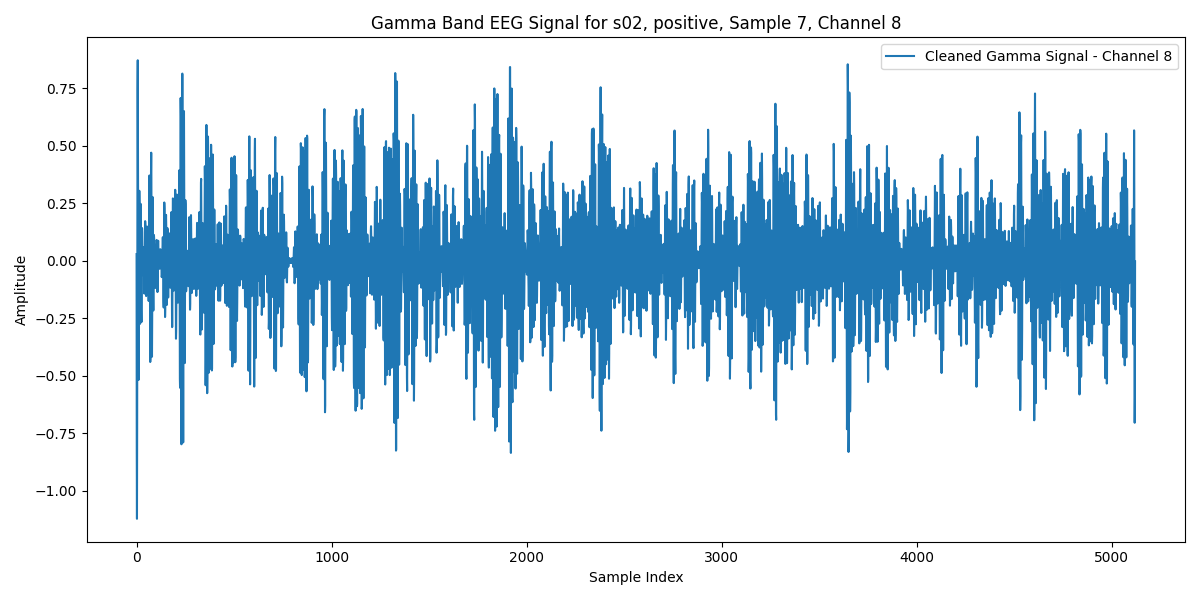 Gamma Band EEG Signal for s02, positive, Sample 7, Channel 8
Cleaned Gamma Signal - Channel 8
Amplitude
0.75
0.50
0.25
0.00
−0.25
−0.50
−0.75
−1.00
0 1000 2000 3000 4000 5000
Sample Index